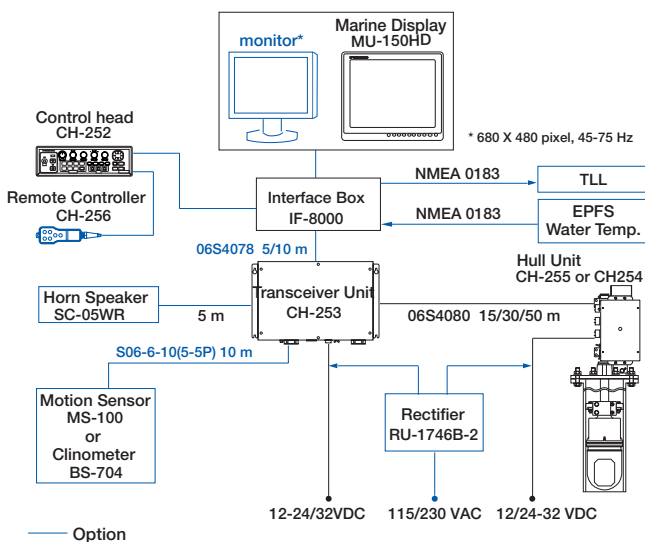 Marine Display
MU-150HD
monitor*
Control head
CH-252
* 680 X 480 pixel, 45-75 Hz
NMEA 0183
TLL
Interface Box
IF-8000
Remote Controller
CH-256
NMEA 0183
EPFS
Water Temp.
06S4078 5/10 m
Hull Unit
CH-255 or CH254
Transceiver Unit
CH-253
Horn Speaker
SC-05WR
5 m
06S4080 15/30/50 m
S06-6-10(5-5P) 10 m
Motion Sensor
MS-100
or
Clinometer
BS-704
Rectifier
RU-1746B-2
12-24/32VDC
115/230 VAC
12/24-32 VDC
Option